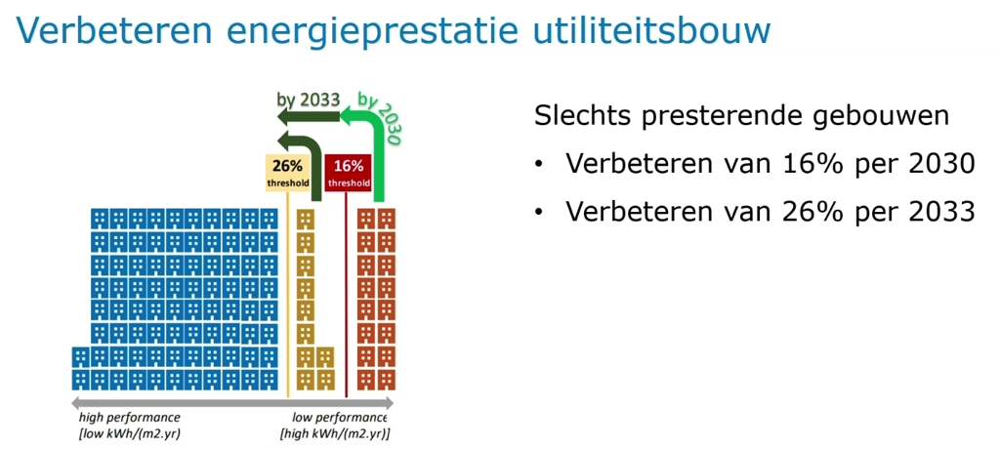 Verbeteren energieprestatie utiliteitsbouw
by 2033
by 2030
26%
threshold
16%
threshold
high performance
[low kWh/(m2.yr)
low performance
[high kWh/(m2.yr)]
Slechts presterende gebouwen
• Verbeteren van 16% per 2030
• Verbeteren van 26% per 2033